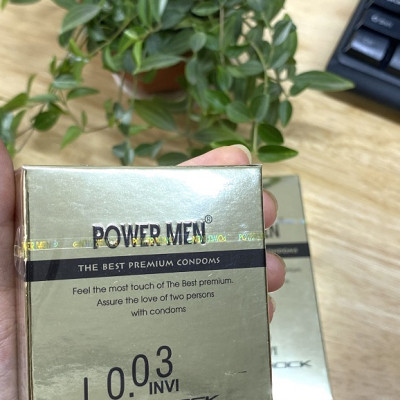 POWER MEN®
THE BEST PREMIUM CONDOMS
Feel the most touch of The Best premium.
Assure the love of two persons
with condoms
0.03
INVI